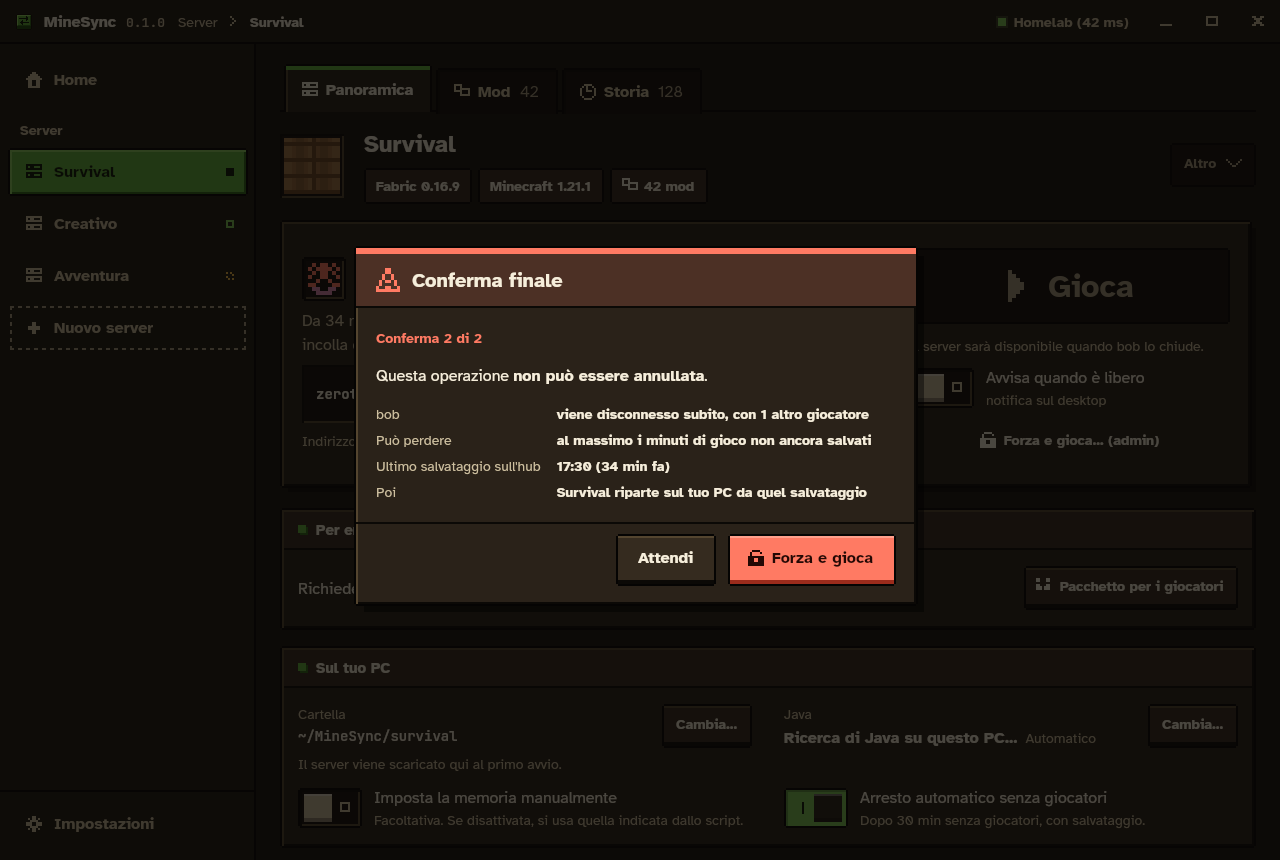 MineSync 0.1.0 Server > Survival
Homelab (42 ms)
Home
Server
Survival
Creativo
Avventura
Nuovo server
Impostazioni
Panoramica
Mod 42
Storia 128
Survival
Fabric 0.16.9
Minecraft 1.21.1
42 mod
Altro
Da 34
incolla
Indirizzo
Gioca
server sarà disponibile quando bob lo chiude.
Avvisa quando è libero
notifica sul desktop
Forza e gioca... (admin)
Conferma finale
Conferma 2 di 2
Questa operazione non può essere annullata.
bob viene disconnesso subito, con 1 altro giocatore
Può perdere al massimo i minuti di gioco non ancora salvati
Ultimo salvataggio sull'hub 17:30 (34 min fa)
Poi Survival riparte sul tuo PC da quel salvataggio
Attendi
Forza e gioca
Per
Pacchetto per i giocatori
Sul tuo PC
Cartella
~/MineSync/survival
Cambia...
Il server viene scaricato qui al primo avvio.
Java
Ricerca di Java su questo PC... Automatico
Cambia...
Imposta la memoria manualmente
Facoltativa. Se disattivata, si usa quella indicata dallo script.
Arresto automatico senza giocatori
Dopo 30 min senza giocatori, con salvataggio.